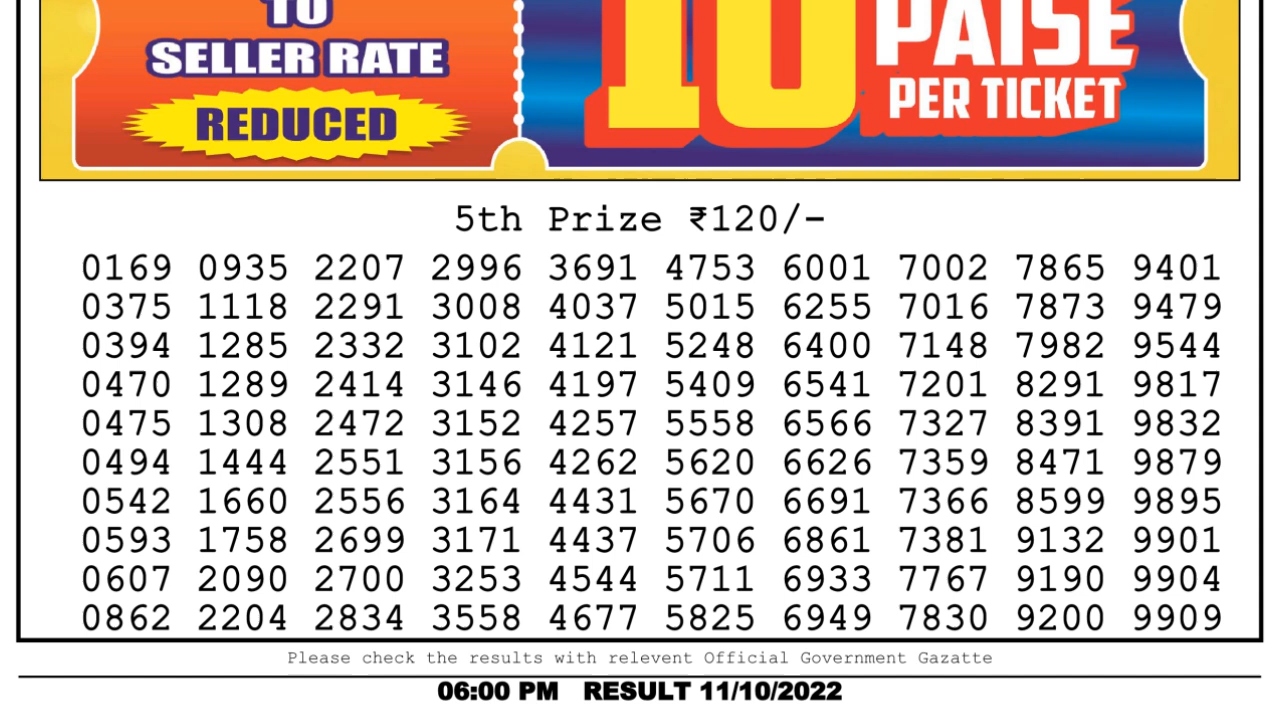 TO
SELLER RATE
REDUCED
10 PAISE
PER TICKET
5th Prize ₹120/-
0169 0935 2207 2996 3691 4753 6001 7002 7865 9401
0375 1118 2291 3008 4037 5015 6255 7016 7873 9479
0394 1285 2332 3102 4121 5248 6400 7148 7982 9544
0470 1289 2414 3146 4197 5409 6541 7201 8291 9817
0475 1308 2472 3152 4257 5558 6566 7327 8391 9832
0494 1444 2551 3156 4262 5620 6626 7359 8471 9879
0542 1660 2556 3164 4431 5670 6691 7366 8599 9895
0593 1758 2699 3171 4437 5706 6861 7381 9132 9901
0607 2090 2700 3253 4544 5711 6933 7767 9190 9904
0862 2204 2834 3558 4677 5825 6949 7830 9200 9909
Please check the results with relevent Official Government Gazatte
06:00 PM RESULT 11/10/2022